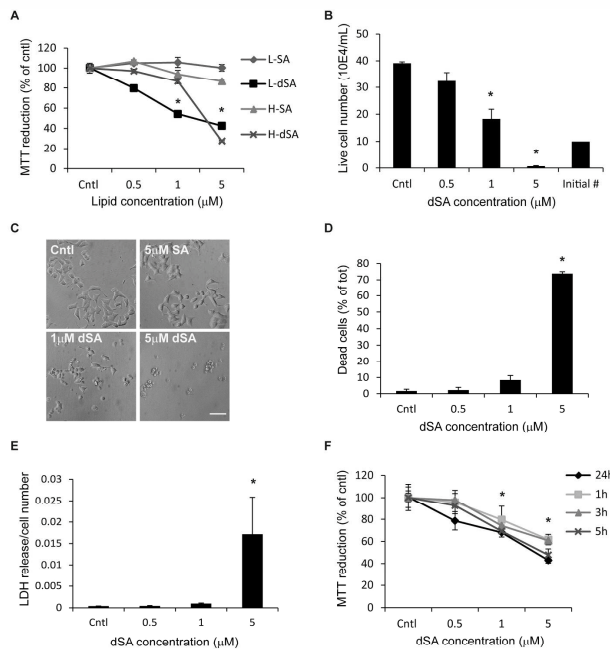 A
MTT reduction (% of cntl)
120
100
80
60
40
20
0
Cntl
0.5
1
5
Lipid concentration (μM)
*
*
L-SA
L-dSA
H-SA
H-dSA
B
Live cell number (10E4/mL)
50
40
30
20
10
0
Cntl
0.5
1
5
Initial #
dSA concentration (μM)
*
*
C
Cntl
5μM SA
1μM dSA
5μM dSA
D
Dead cells (% of tot)
80
70
60
50
40
30
20
10
0
Cntl
0.5
1
5
dSA concentration (μM)
*
E
LDH release/cell number
0.03
0.025
0.02
0.015
0.01
0.005
0
Cntl
0.5
1
5
dSA concentration (μM)
*
F
MTT reduction (% of cntl)
120
100
80
60
40
20
0
Cntl
0.5
1
5
dSA concentration (μM)
*
*
24h
1h
3h
5h